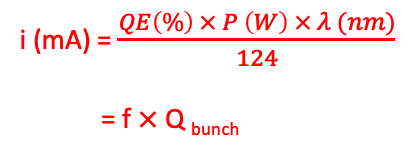 i (mA) = QE(%) × P (W) × λ (nm)
124
= f × Q bunch